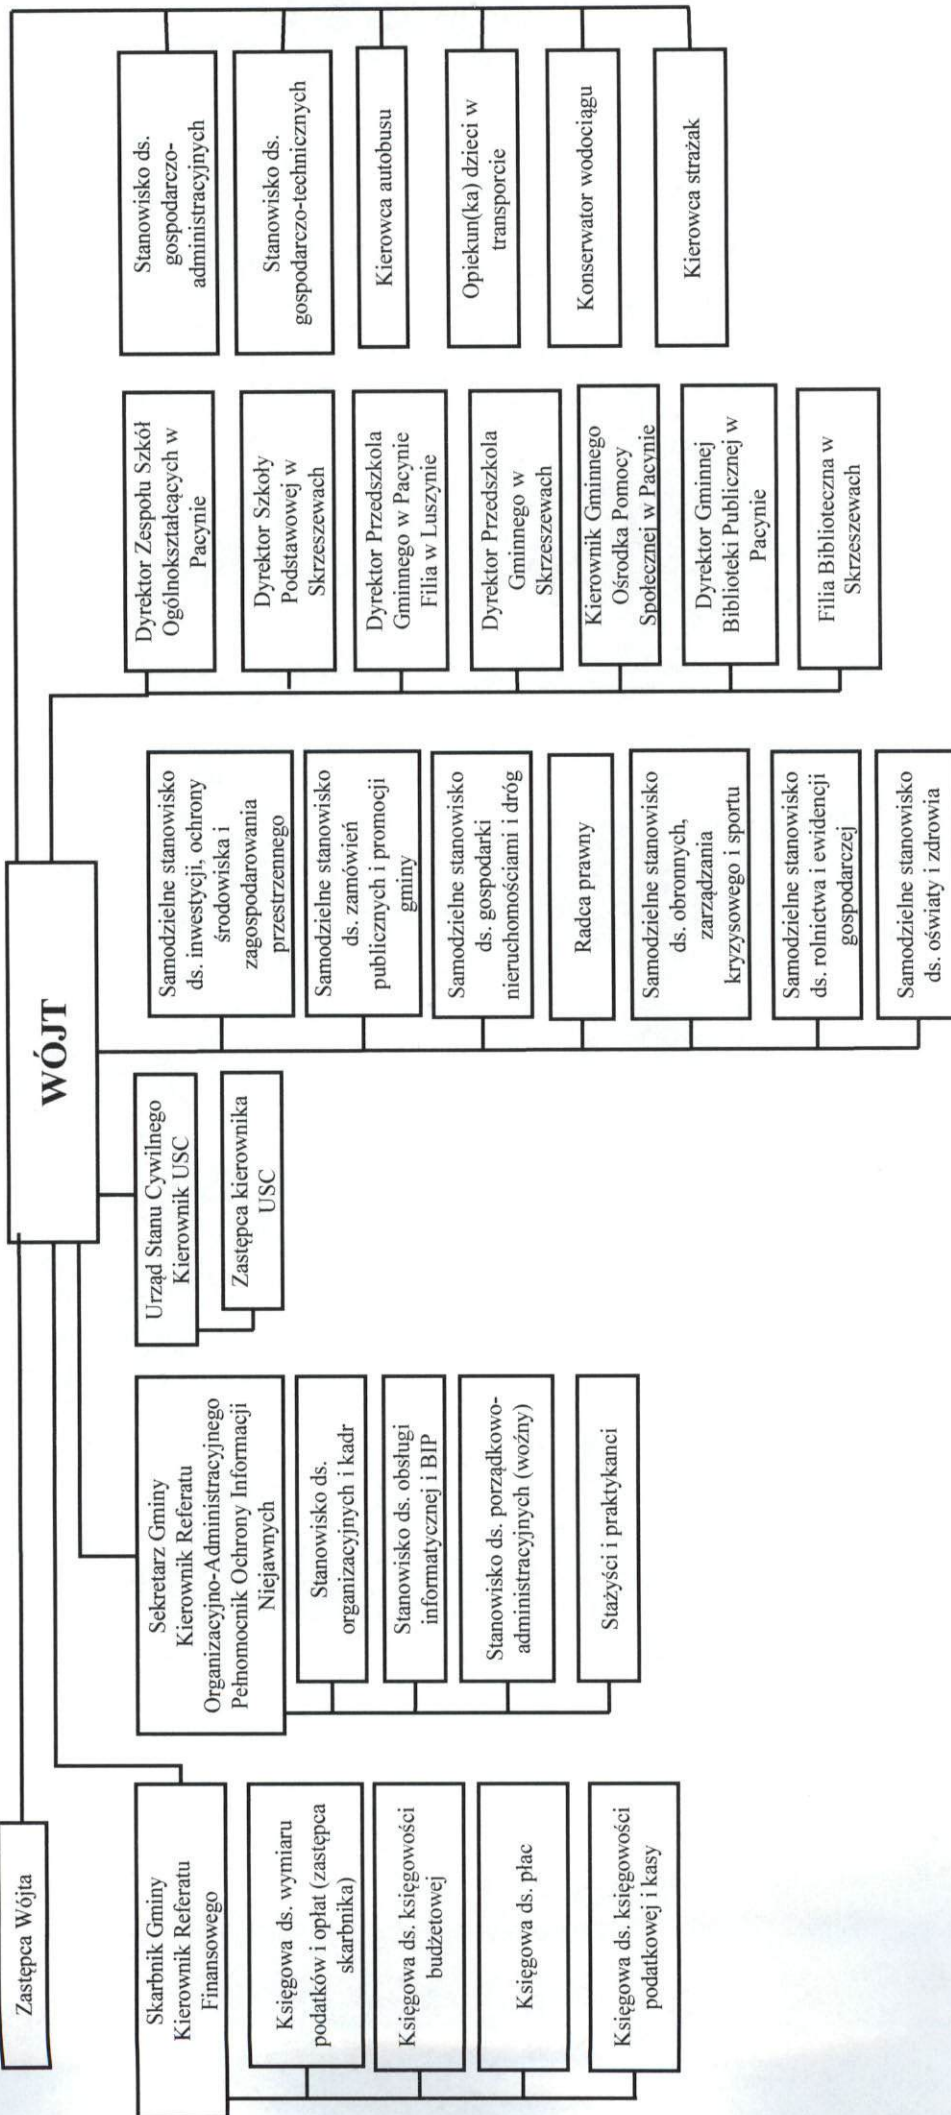 WÓJT
Zastępca Wójta
Skarbnik Gminy
Kierownik Referatu
Finansowego
Księgowa ds. wymiaru
podatków i opłat (zastępca
skarbnika)
Księgowa ds. księgowości
budżetowej
Księgowa ds. płac
Księgowa ds. księgowości
podatkowej i kasy
Sekretarz Gminy
Kierownik Referatu
Organizacyjno-Administracyjnego
Pełnomocnik Ochrony Informacji
Niejawnych
Stanowisko ds.
organizacyjnych i kadr
Stanowisko ds. obsługi
informatycznej i BIP
Stanowisko ds. porządkowo-
administracyjnych (woźny)
Stażyści i praktykanci
Urząd Stanu Cywilnego
Kierownik USC
Zastępca kierownika
USC
Samodzielne stanowisko
ds. inwestycji, ochrony
środowiska i
zagospodarowania
przestrzennego
Samodzielne stanowisko
ds. zamówień
publicznych i promocji
gminy
Samodzielne stanowisko
ds. gospodarki
nieruchomościami i dróg
Radca prawny
Samodzielne stanowisko
ds. obronnych,
zarządzania
kryzysowego i sportu
Samodzielne stanowisko
ds. rolnictwa i ewidencji
gospodarczej
Samodzielne stanowisko
ds. oświaty i zdrowia
Dyrektor Zespołu Szkół
Ogólnokształcących w
Pacynie
Dyrektor Szkoły
Podstawowej w
Skrzeszewach
Dyrektor Przedszkola
Gminnego w Pacynie
Filia w Luszynie
Dyrektor Przedszkola
Gminnego w
Skrzeszewach
Kierownik Gminnego
Ośrodka Pomocy
Społecznej w Pacynie
Dyrektor Gminnej
Biblioteki Publicznej w
Pacynie
Filia Biblioteczna w
Skrzeszewach
Stanowisko ds.
gospodarczo-
administracyjnych
Stanowisko ds.
gospodarczo-technicznych
Kierowca autobusu
Opiekun(ka) dzieci w
transporcie
Konserwator wodociągu
Kierowca strażak